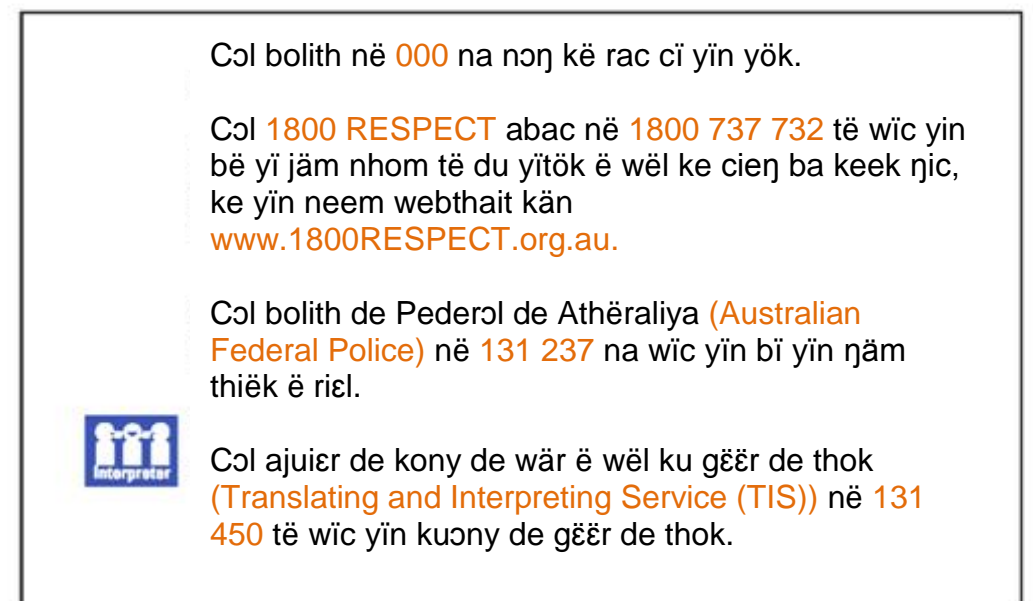 Cɔl bolith në 000 na nɔŋ kë rac cï yïn yök.
Cɔl 1800 RESPECT abac në 1800 737 732 të wïc yin
bë yï jäm nhom të du yïtök ë wël ke cieŋ ba keek ŋic,
ke yïn neem webthait kän
www.1800RESPECT.org.au.
Cɔl bolith de Pederɔl de Athëraliya (Australian
Federal Police) në 131 237 na wïc yïn bï yïn ŋäm
thiëk ë riɛl.
Interpreter
Cɔl ajuiɛr de kony de wär ë wël ku gɛ̈ɛ̈r de thok
(Translating and Interpreting Service (TIS)) në 131
450 të wïc yïn kuɔny de gɛ̈ɛ̈r de thok.